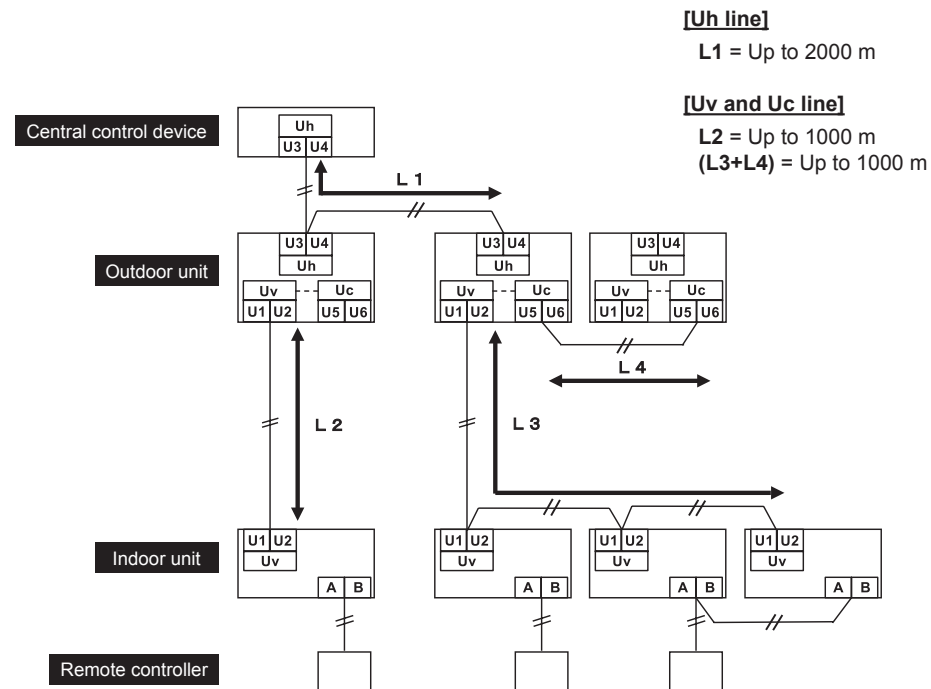 [Uh line]
L1 = Up to 2000 m
[Uv and Uc line]
L2 = Up to 1000 m
(L3+L4) = Up to 1000 m
Central control device
Uh
U3 U4
L 1
Outdoor unit
U3 U4
Uh
Uv Uc
U1 U2 U5 U6
U3 U4
Uh
Uv Uc
U1 U2 U5 U6
U3 U4
Uh
Uv Uc
U1 U2 U5 U6
L 4
L 2
L 3
Indoor unit
U1 U2
Uv
A B
U1 U2
Uv
A B
U1 U2
Uv
A B
U1 U2
Uv
A B
Remote controller